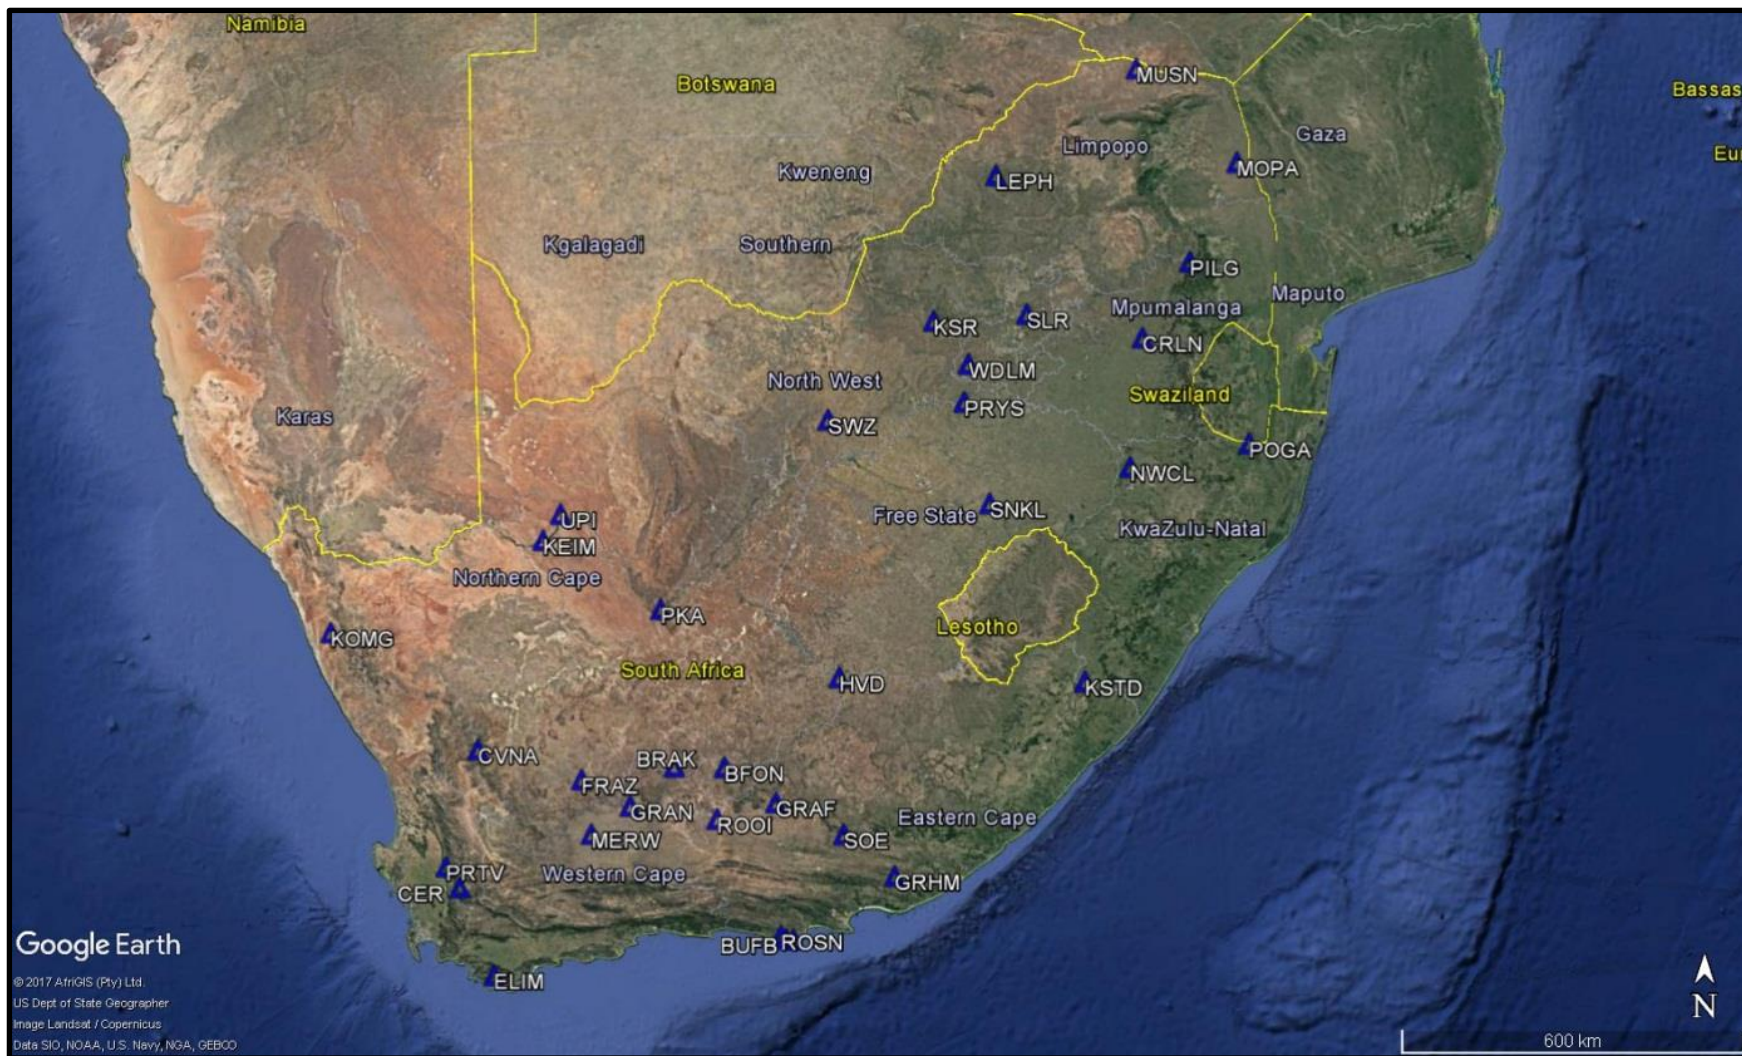 Namibia
Botswana
MUSN
Bassas
Limpopo
Gaza
Eur
Kweneng
LEPH
MOPA
Kgalagadi
Southern
PILG
Mpumalanga
Maputo
KSR
SLR
CRLN
WDLM
North West
Swaziland
PRYS
Karas
SWZ
POGA
NWCL
UPI
Free State
SNKL
KwaZulu-Natal
KEIM
Northern Cape
PKA
KOMG
Lesotho
South Africa
HVD
KSTD
CVNA
BRAK
BFON
FRAZ
GRAN
GRAF
ROOI
Eastern Cape
MERW
SOE
PRTV
Western Cape
CER
GRHM
BUFB
ROSN
ELIM
Google Earth
© 2017 AfriGIS (Pty) Ltd.
US Dept of State Geographer
Image Landsat / Copernicus
Data SIO, NOAA, U.S. Navy, NGA, GEBCO
N
600 km